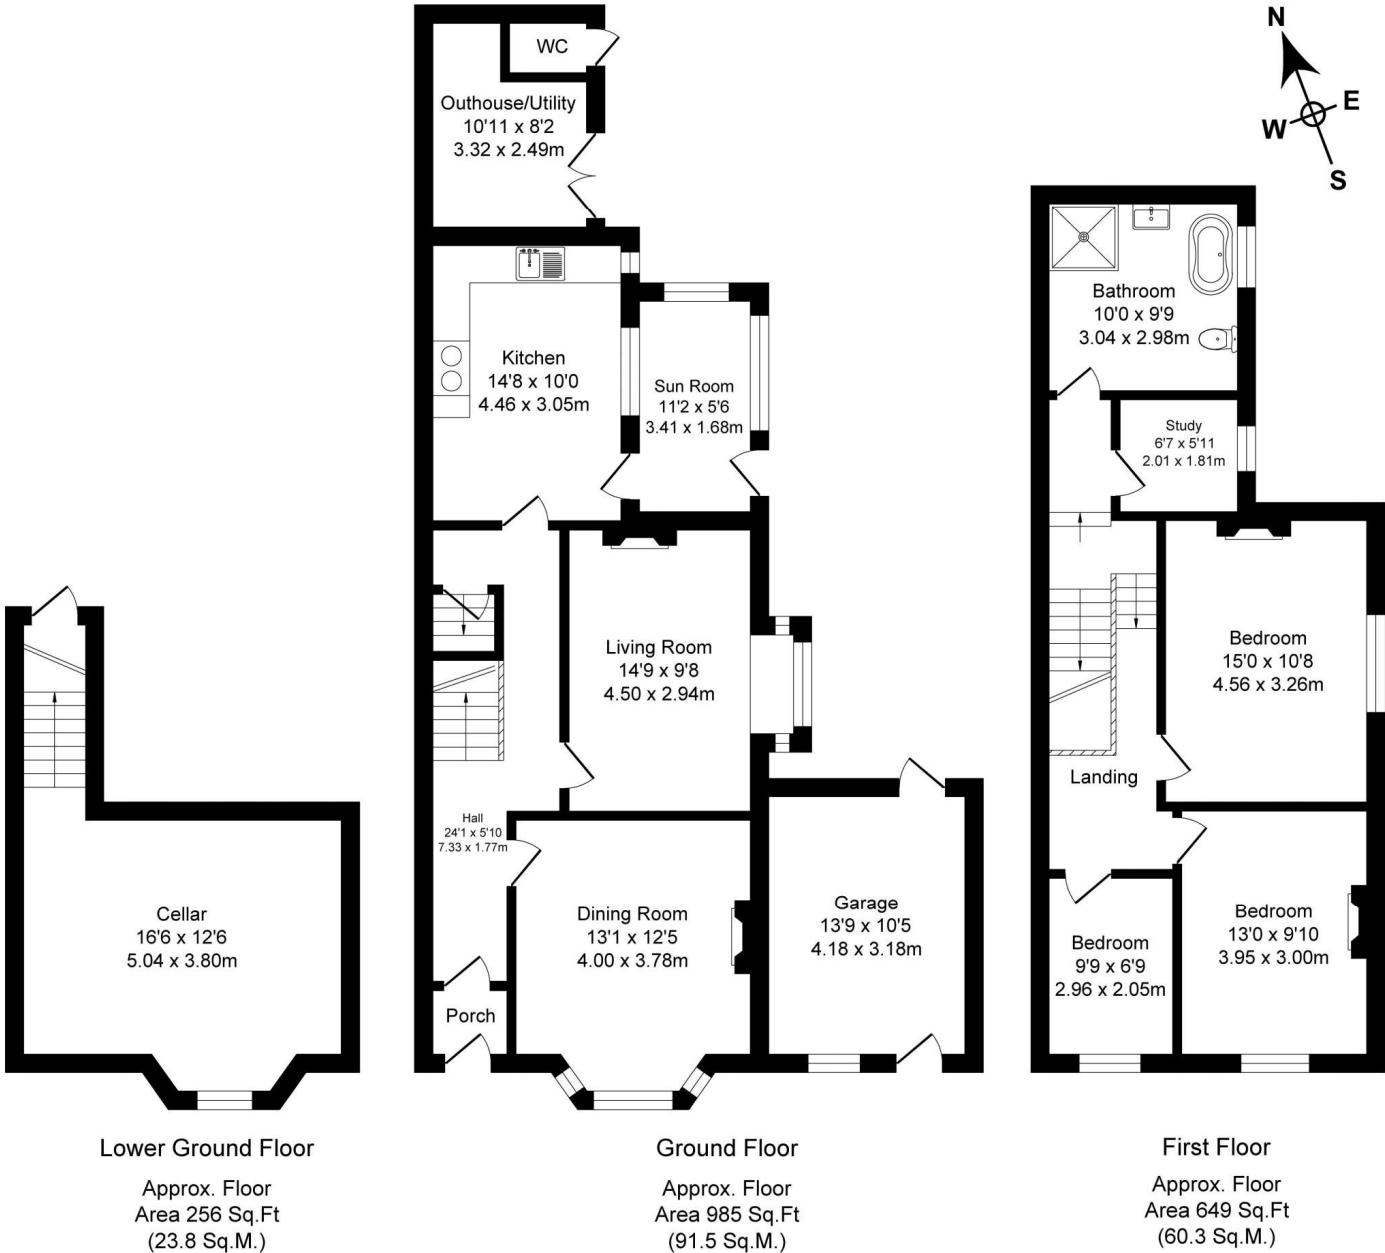 N
E
W
S
WC
Outhouse/Utility
10'11 x 8'2
3.32 x 2.49m
Kitchen
14'8 x 10'0
4.46 x 3.05m
Sun Room
11'2 x 5'6
3.41 x 1.68m
Living Room
14'9 x 9'8
4.50 x 2.94m
Hall
24'1 x 5'10
7.33 x 1.77m
Dining Room
13'1 x 12'5
4.00 x 3.78m
Garage
13'9 x 10'5
4.18 x 3.18m
Porch
Bathroom
10'0 x 9'9
3.04 x 2.98m
Study
6'7 x 5'11
2.01 x 1.81m
Bedroom
15'0 x 10'8
4.56 x 3.26m
Landing
Bedroom
13'0 x 9'10
3.95 x 3.00m
Bedroom
9'9 x 6'9
2.96 x 2.05m
Cellar
16'6 x 12'6
5.04 x 3.80m
Lower Ground Floor
Approx. Floor
Area 256 Sq.Ft
(23.8 Sq.M.)
Ground Floor
Approx. Floor
Area 985 Sq.Ft
(91.5 Sq.M.)
First Floor
Approx. Floor
Area 649 Sq.Ft
(60.3 Sq.M.)